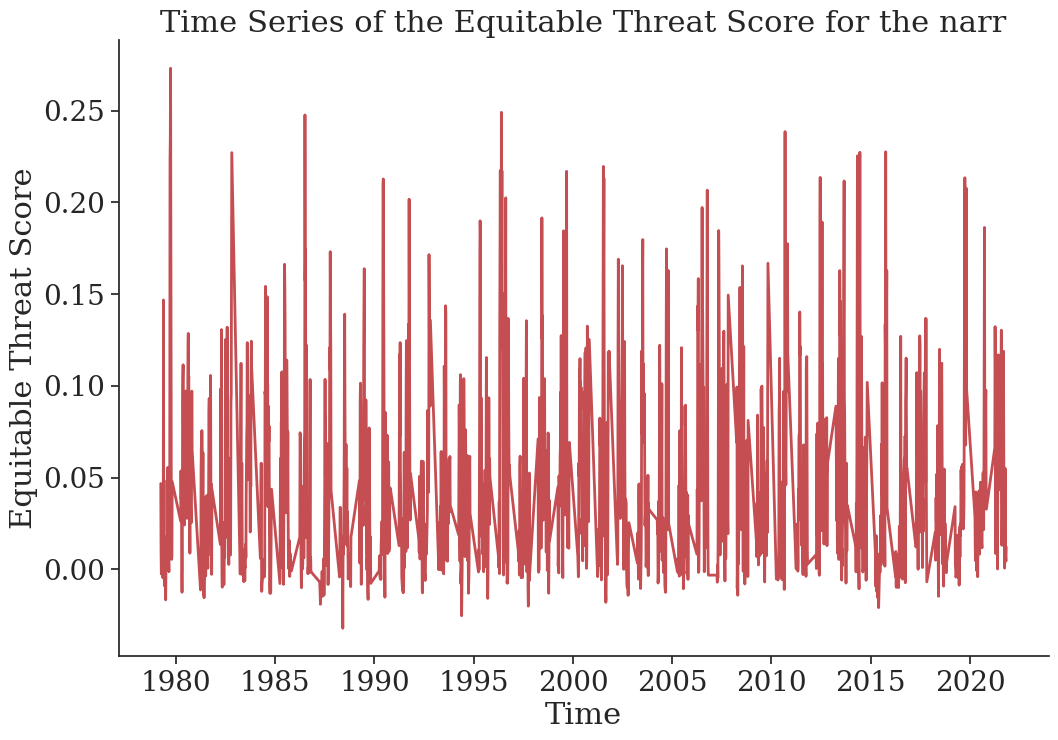 Time Series of the Equitable Threat Score for the narr
Equitable Threat Score
0.25
0.20
0.15
0.10
0.05
0.00
1980 1985 1990 1995 2000 2005 2010 2015 2020
Time